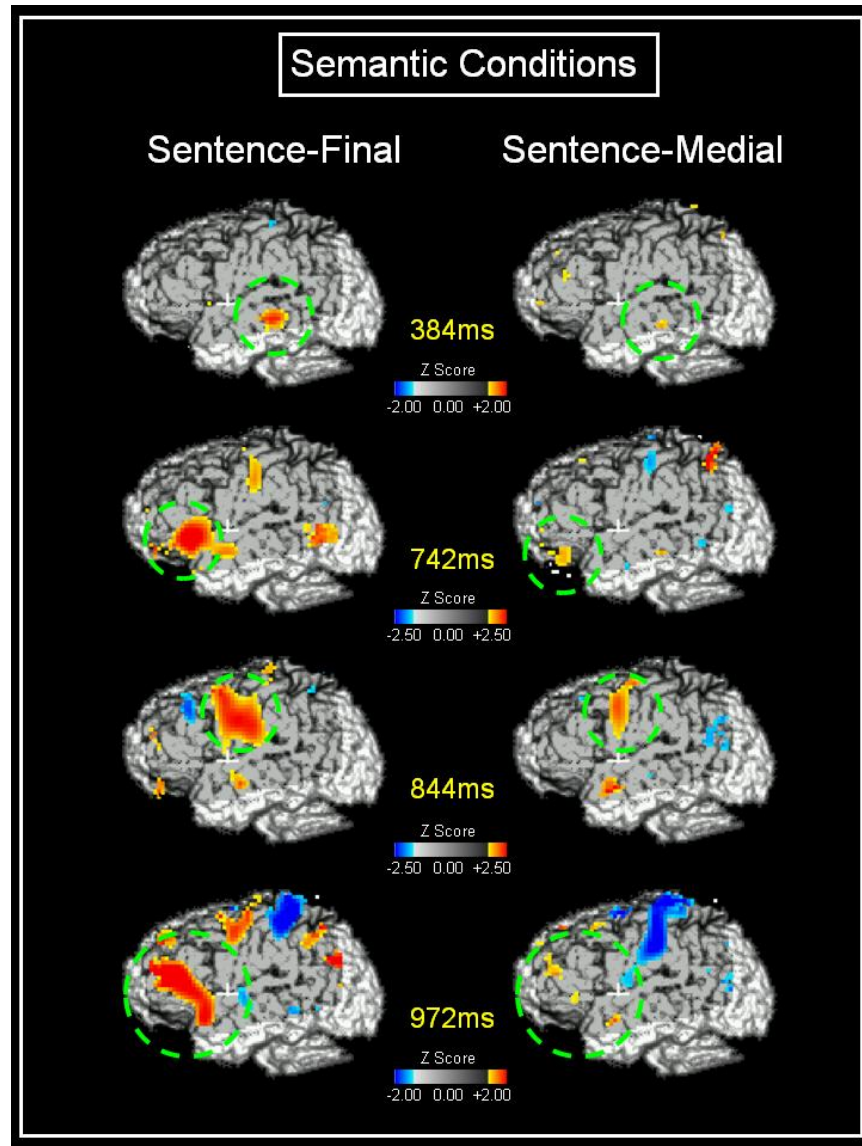 Semantic Conditions
Sentence-Final
Sentence-Medial
384ms
Z Score
-2.00 0.00 +2.00
742ms
Z Score
-2.50 0.00 +2.50
844ms
Z Score
-2.50 0.00 +2.50
972ms
Z Score
-2.00 0.00 +2.00